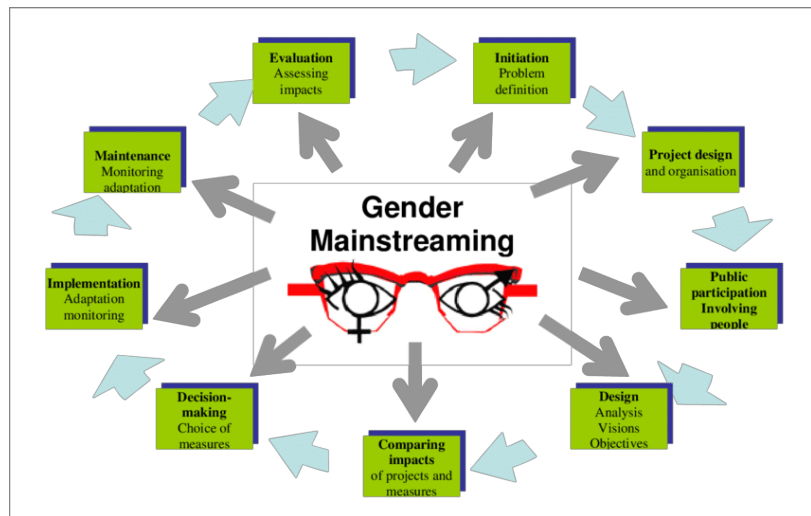 Gender
Mainstreaming
Initiation
Problem
definition
Project design
and organisation
Public
participation
Involving
people
Design
Analysis
Visions
Objectives
Comparing
impacts
of projects and
measures
Decision-
making
Choice of
measures
Implementation
Adaptation
monitoring
Maintenance
Monitoring
adaptation
Evaluation
Assessing
impacts